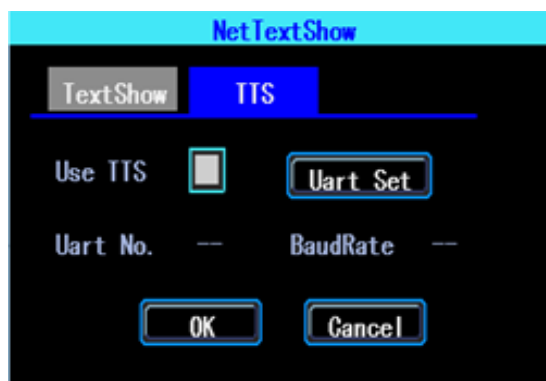 NetTextShow
TextShow TTS
Use TTS Uart Set
Uart No. -- BaudRate --
OK Cancel